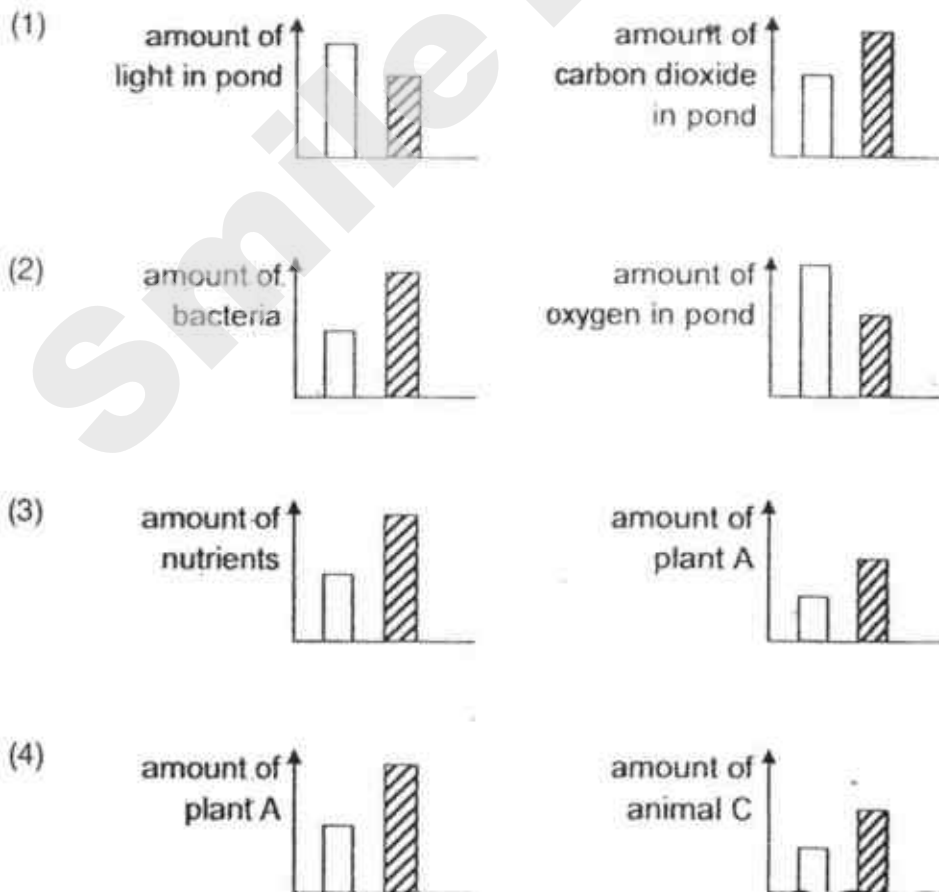 (1) amount of light in pond
amount of carbon dioxide in pond
(2) amount of bacteria
amount of oxygen in pond
(3) amount of nutrients
amount of plant A
(4) amount of plant A
amount of animal C
Smile